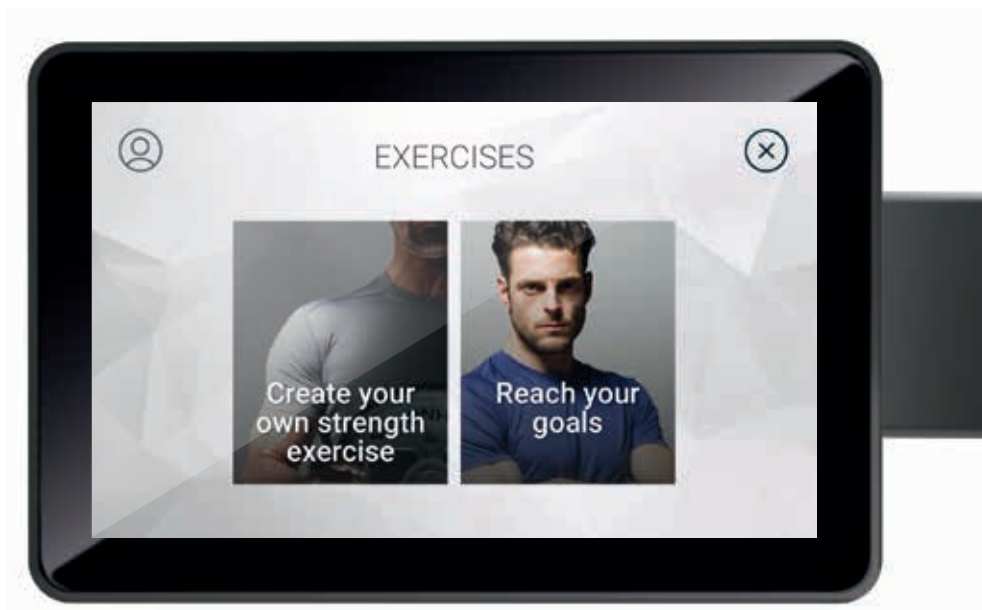 EXERCISES
Create your
own strength
exercise
Reach your
goals